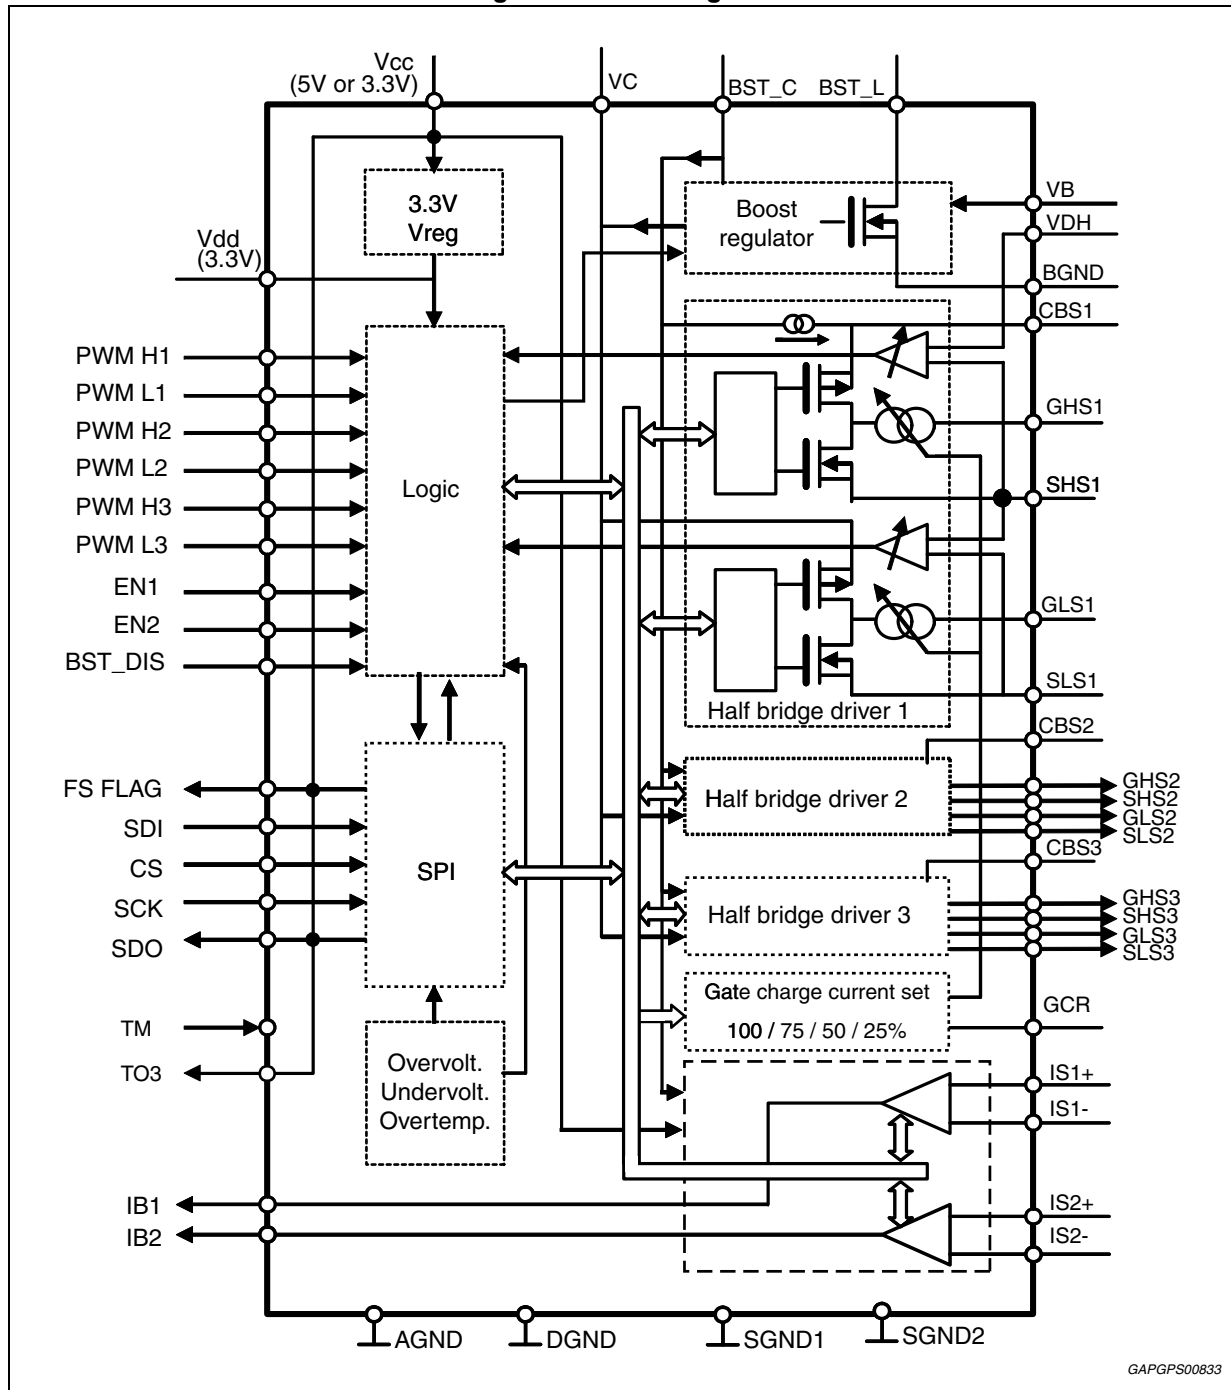 Vcc
(5V or 3.3V)
VC
BST_C
BST_L
3.3V
Vreg
Boost
regulator
VB
VDH
BGND
CBS1
Vdd
(3.3V)
PWM H1
PWM L1
PWM H2
PWM L2
PWM H3
PWM L3
EN1
EN2
BST_DIS
Logic
GHS1
SHS1
GLS1
SLS1
Half bridge driver 1
CBS2
FS FLAG
SDI
CS
SCK
SDO
SPI
Half bridge driver 2
GHS2
SHS2
GLS2
SLS2
CBS3
Half bridge driver 3
GHS3
SHS3
GLS3
SLS3
Gate charge current set
100 / 75 / 50 / 25%
GCR
TM
TO3
Overvolt.
Undervolt.
Overtemp.
IS1+
IS1-
IB1
IB2
IS2+
IS2-
AGND
DGND
SGND1
SGND2
GAPGPS00833